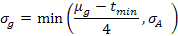 σ_g = min ( (μ_g − t_min) / 4 , σ_A )